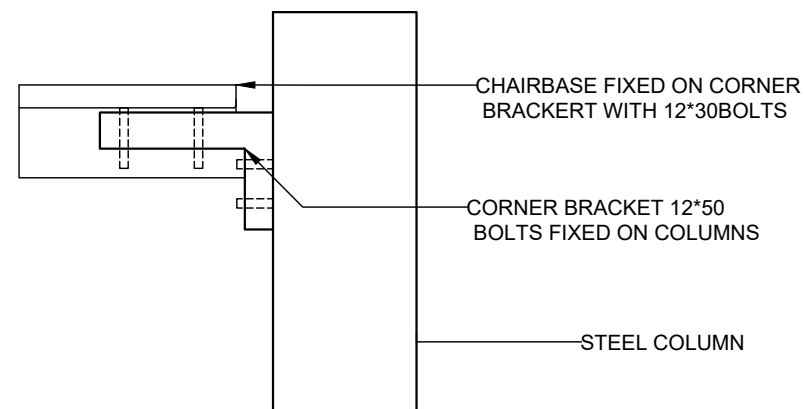 CHAIRBASE FIXED ON CORNER
BRACKERT WITH 12*30BOLTS
CORNER BRACKET 12*50
BOLTS FIXED ON COLUMNS
STEEL COLUMN